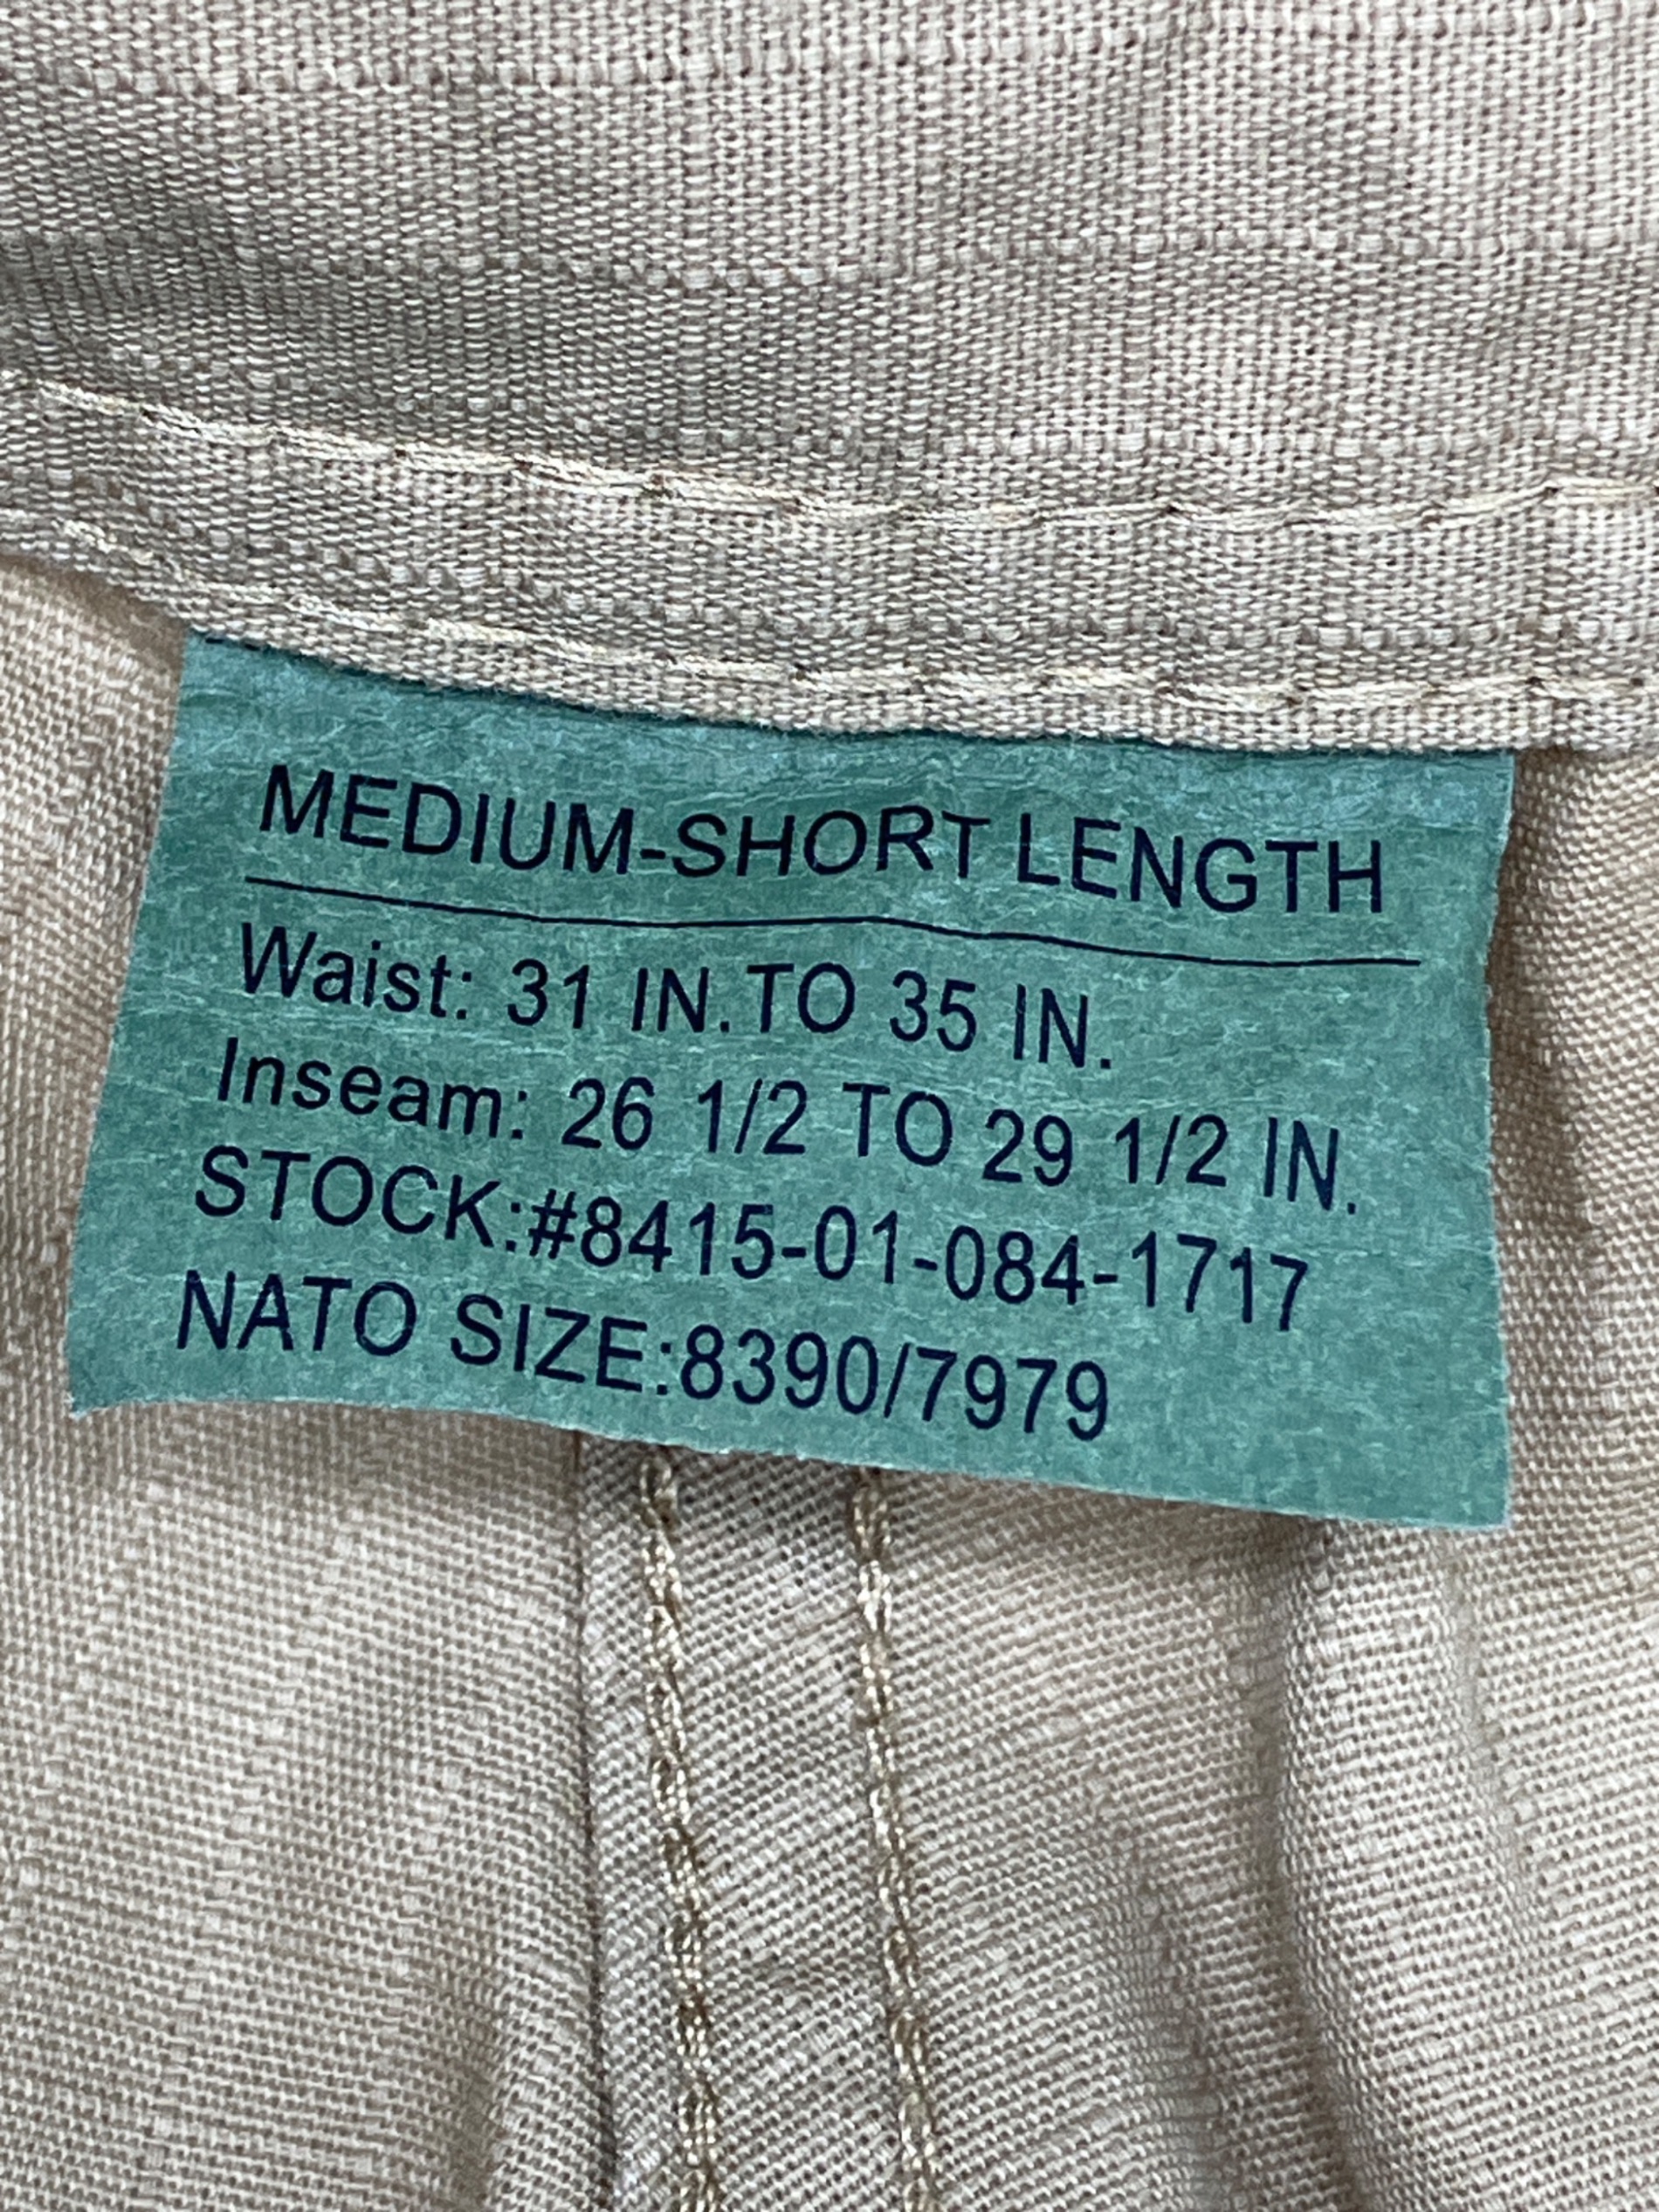 MEDIUM-SHORT LENGTH
Waist: 31 IN.TO 35 IN.
Inseam: 26 1/2 TO 29 1/2 IN.
STOCK:#8415-01-084-1717
NATO SIZE:8390/7979